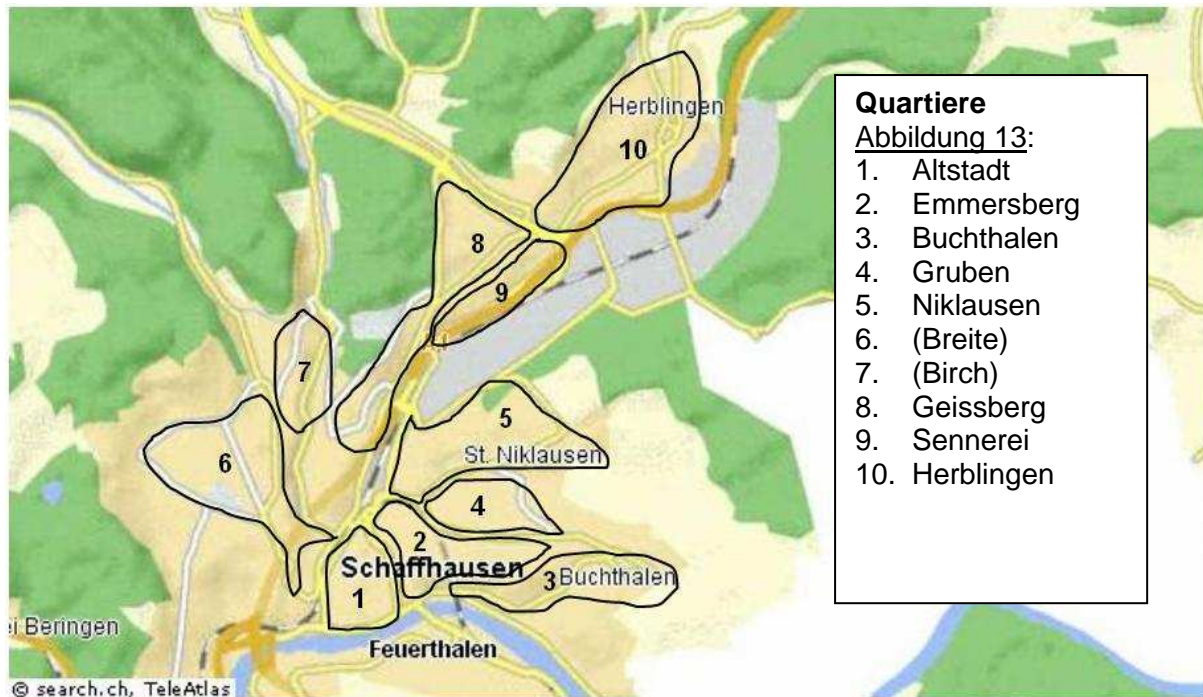 Herblingen
10
8
9
7
5
St. Niklausen
6
4
2
Schaffhausen
3 Buchthalen
1
ei Beringen
Feuerthalen
© search.ch, TeleAtlas
Quartiere
Abbildung 13:
1. Altstadt
2. Emmersberg
3. Buchthalen
4. Gruben
5. Niklausen
6. (Breite)
7. (Birch)
8. Geissberg
9. Sennerei
10. Herblingen